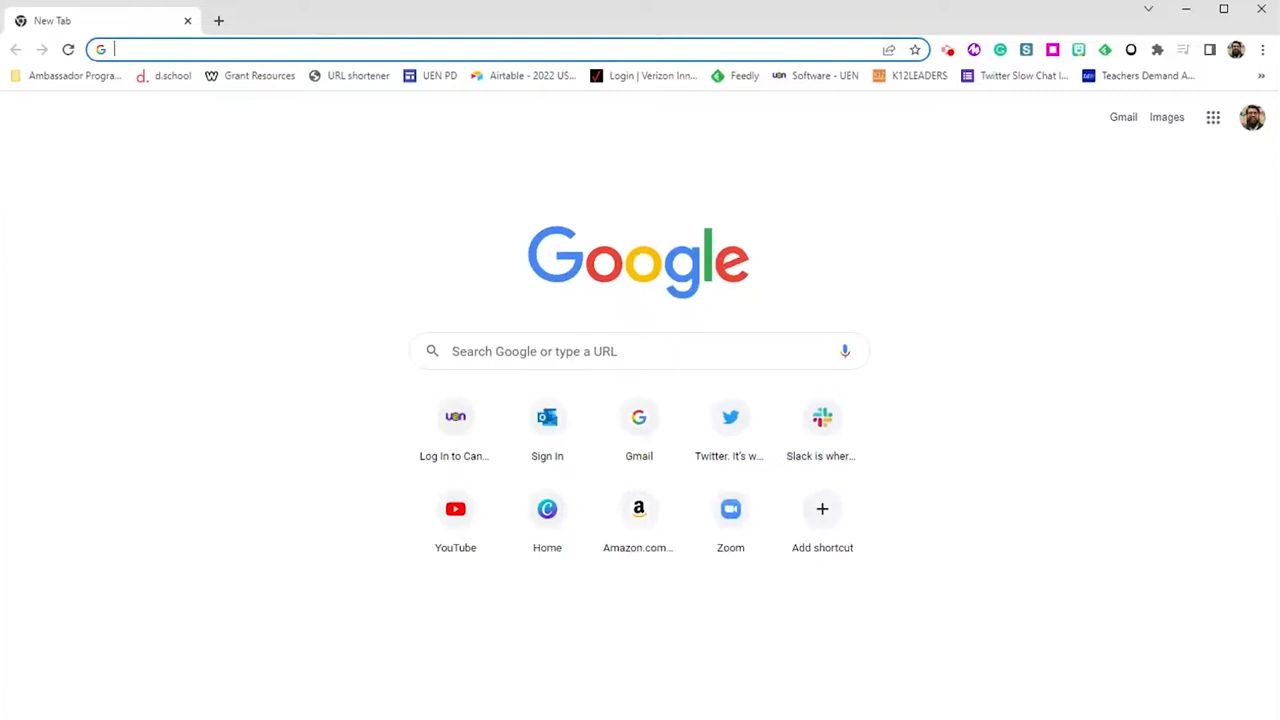 New Tab
Ambassador Progra...
d.school
Grant Resources
URL shortener
UEN PD
Airtable - 2022 US...
Login | Verizon Inn...
Feedly
Software - UEN
K12LEADERS
Twitter Slow Chat I...
Teachers Demand A...
Gmail
Images
Google
Search Google or type a URL
Log In to Can...
Sign In
Gmail
Twitter. It's w...
Slack is wher...
YouTube
Home
Amazon.com...
Zoom
Add shortcut